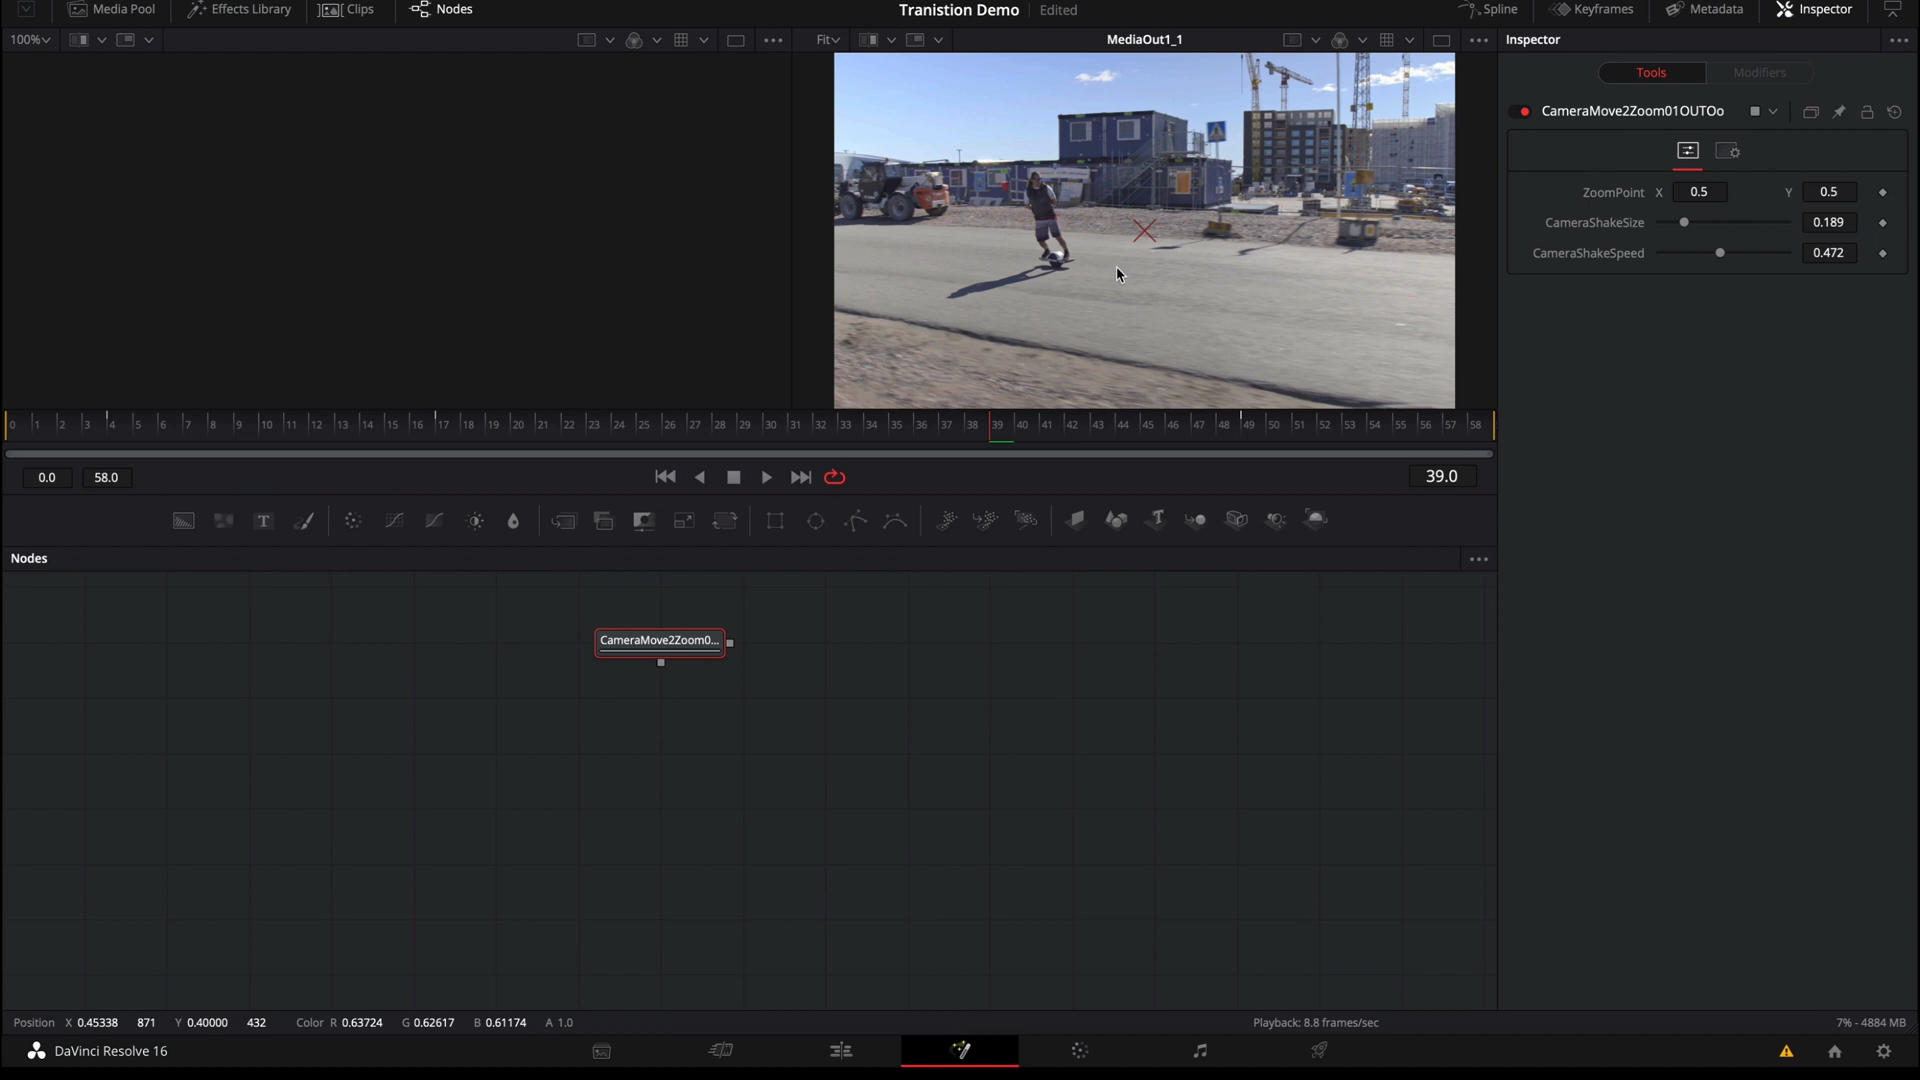 Media Pool Effects Library Clips Nodes Transtion Demo Edited Spline Keyframes Metadata Inspector
100% Fit MediaOut1_1 Inspector
Tools Modifiers
CameraMove2Zoom01OUTOo
ZoomPoint X 0.5 Y 0.5
CameraShakeSize 0.189
CameraShakeSpeed 0.472
0 1 2 3 4 5 6 7 8 9 10 11 12 13 14 15 16 17 18 19 20 21 22 23 24 25 26 27 28 29 30 31 32 33 34 35 36 37 38 39 40 41 42 43 44 45 46 47 48 49 50 51 52 53 54 55 56 57 58
0.0 58.0 39.0
Nodes
CameraMove2Zoom0...
Position X 0.45338 871 Y 0.40000 432 Color R 0.63724 G 0.62617 B 0.61174 A 1.0 Playback: 8.8 frames/sec 7% - 4884 MB
DaVinci Resolve 16